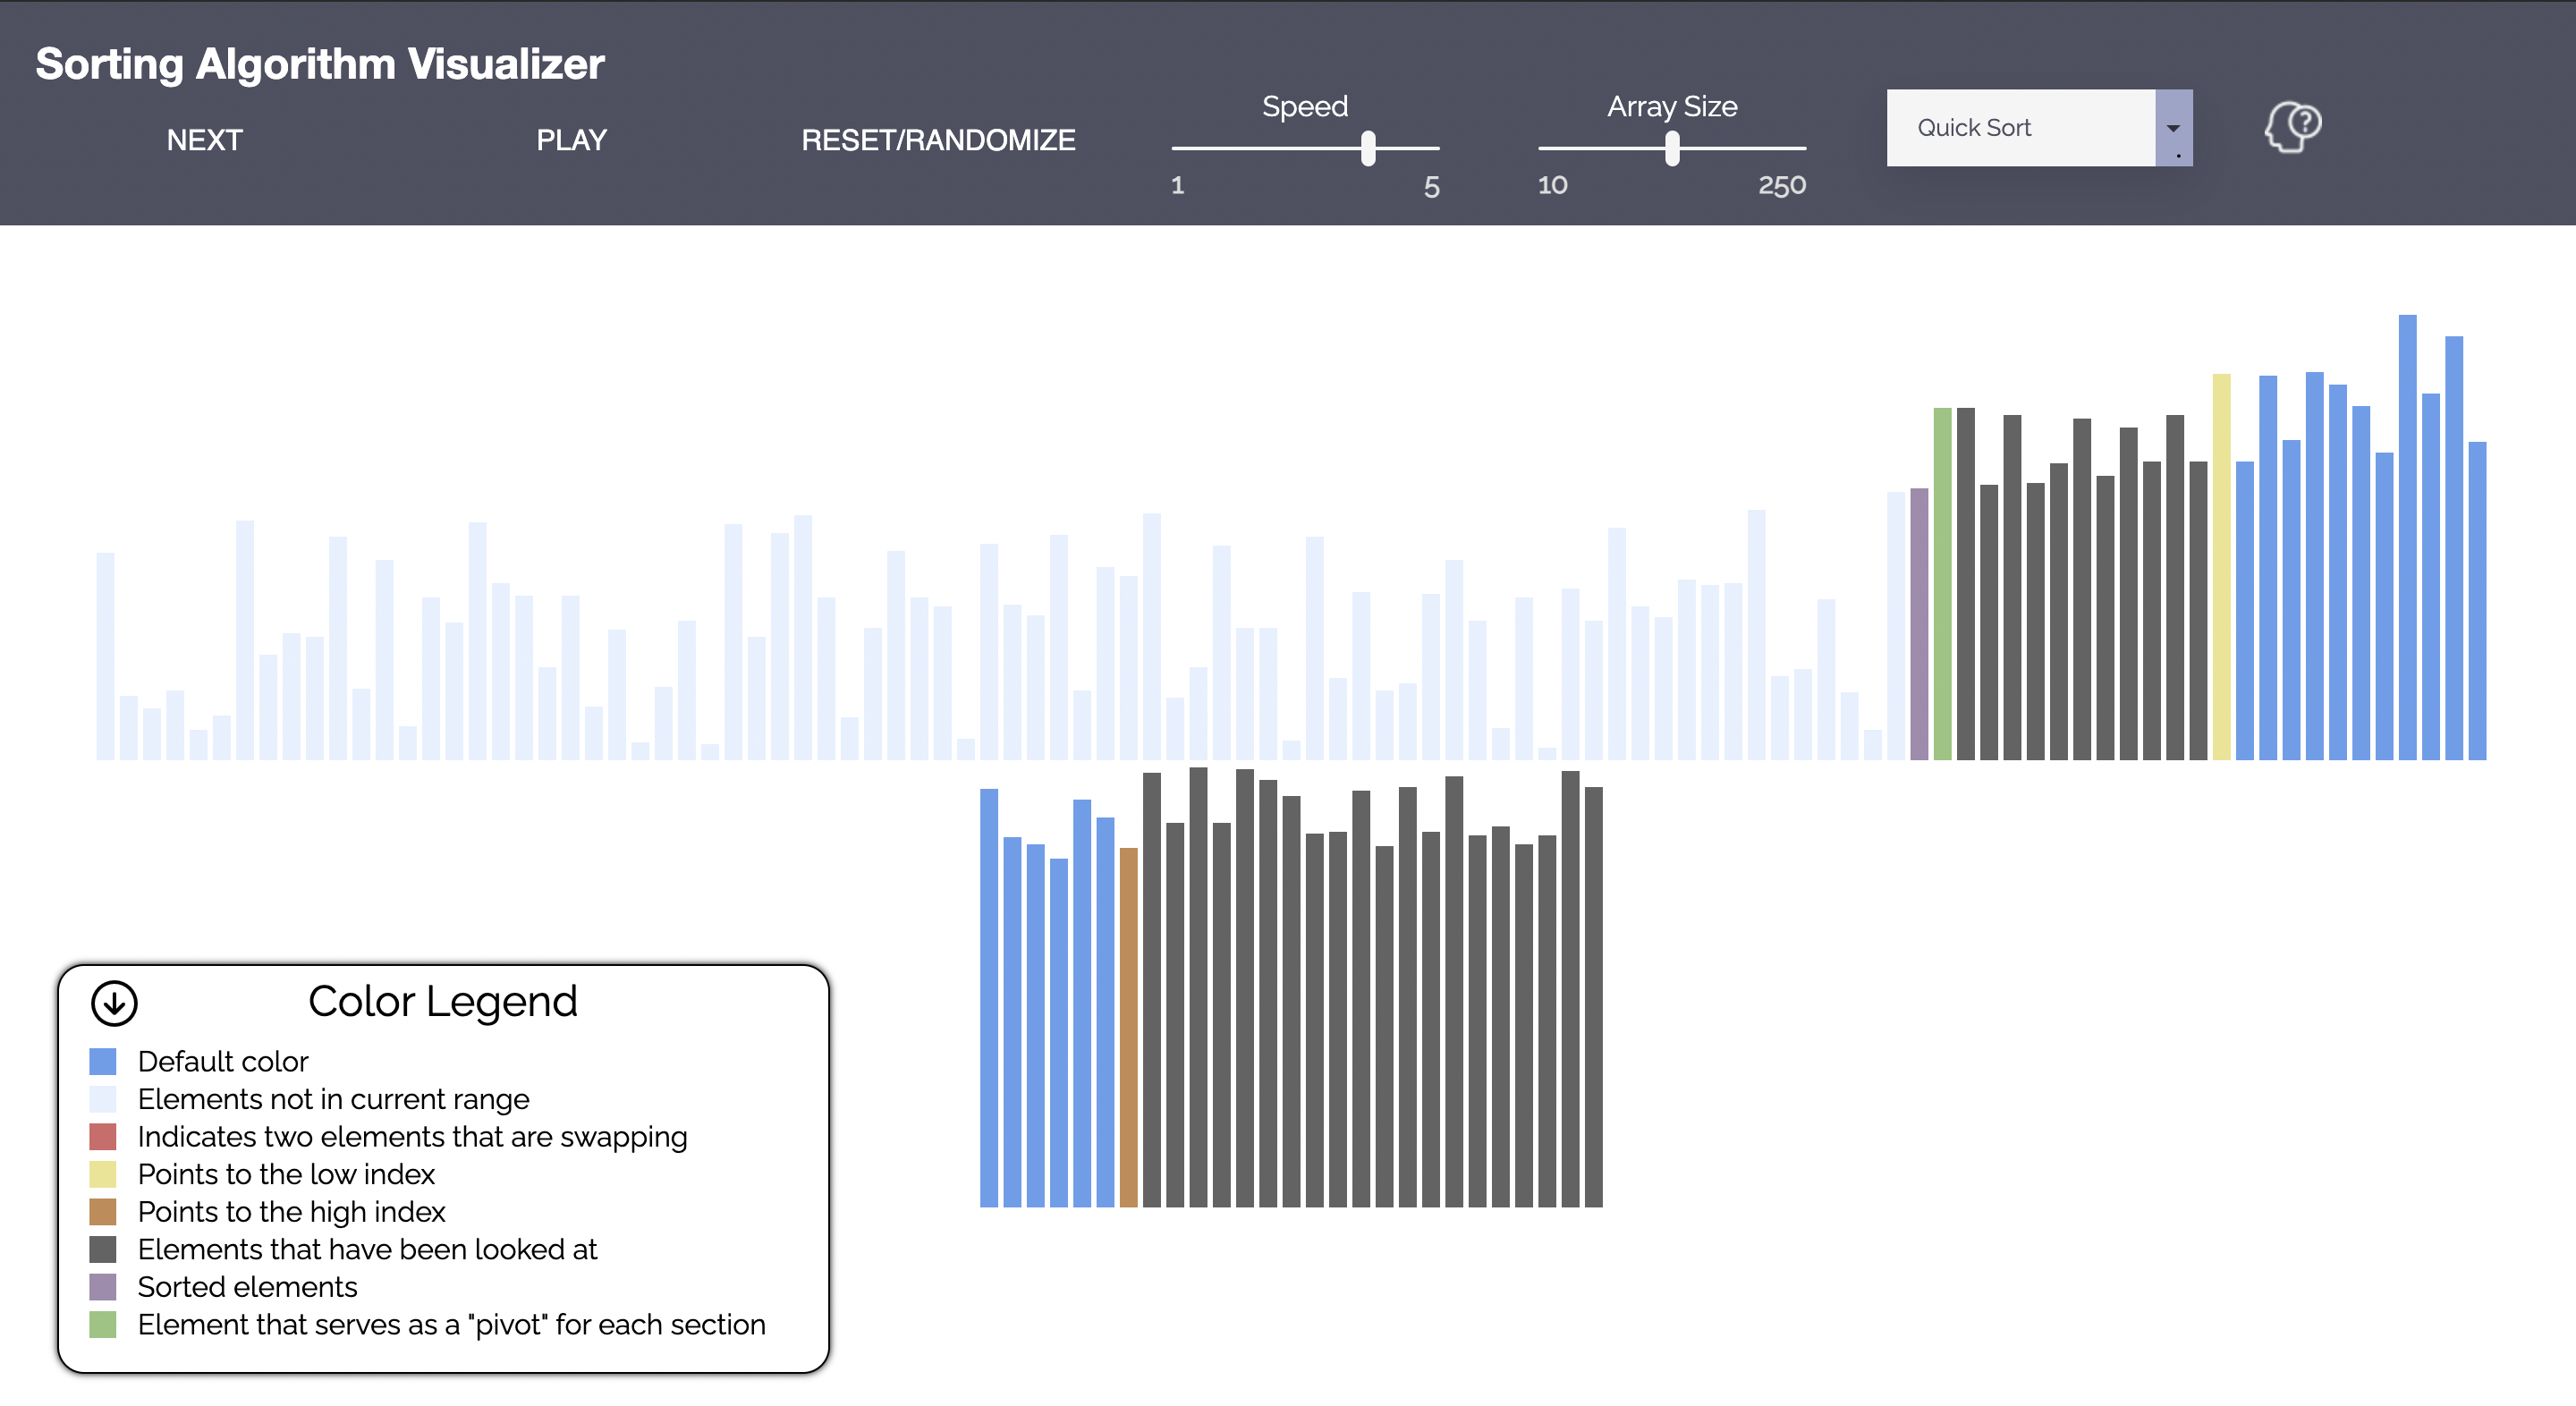 Sorting Algorithm Visualizer
NEXT
PLAY
RESET/RANDOMIZE
Speed
1
5
Array Size
10
250
Quick Sort
?
Color Legend
Default color
Elements not in current range
Indicates two elements that are swapping
Points to the low index
Points to the high index
Elements that have been looked at
Sorted elements
Element that serves as a "pivot" for each section